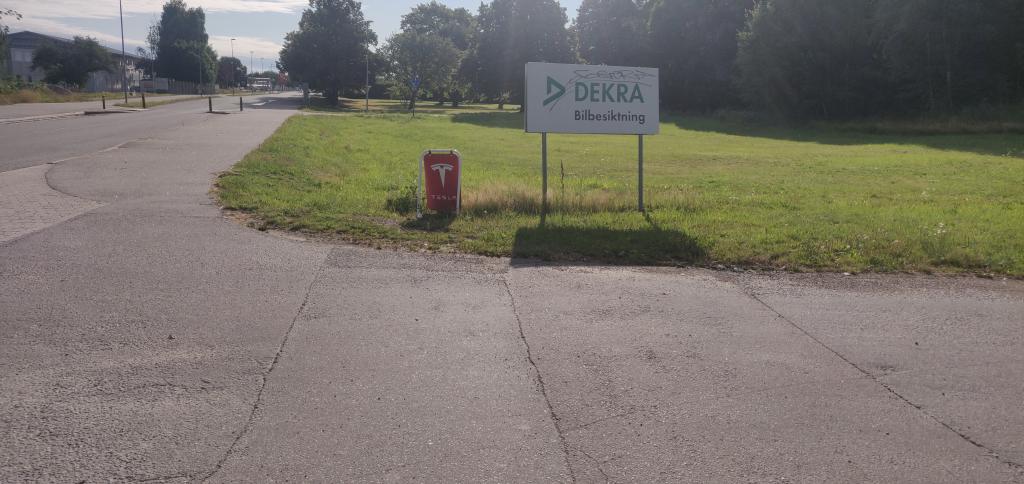 DEKRA
Bilbesiktning
TESLA